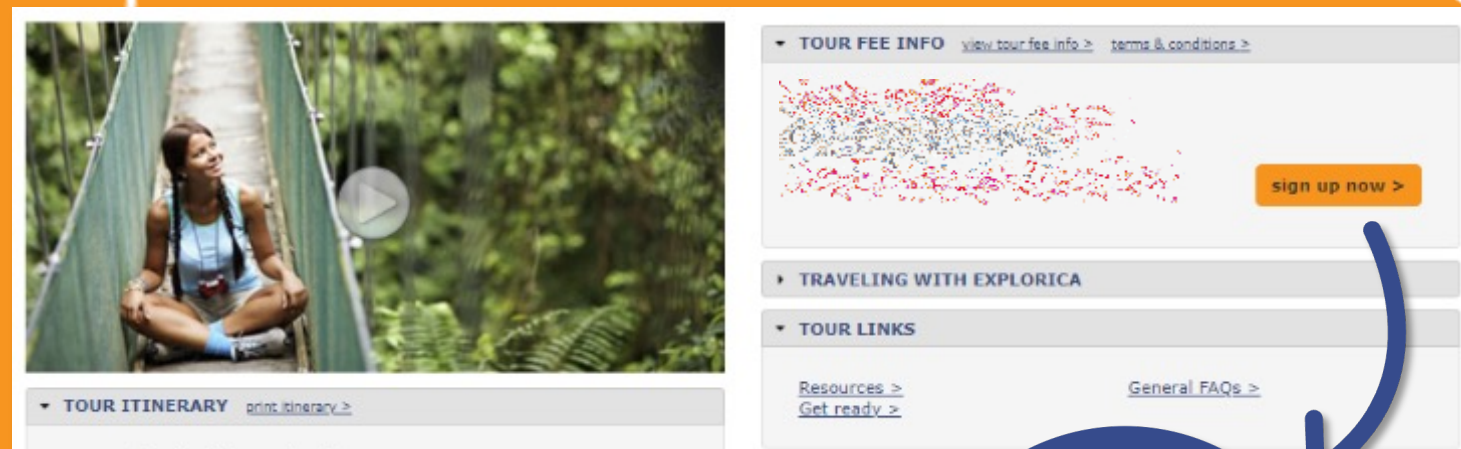 TOUR FEE INFO view tour fee info > terms & conditions >
sign up now >
TRAVELING WITH EXPLORICA
TOUR LINKS
Resources > General FAQs >
Get ready >
TOUR ITINERARY print itinerary >